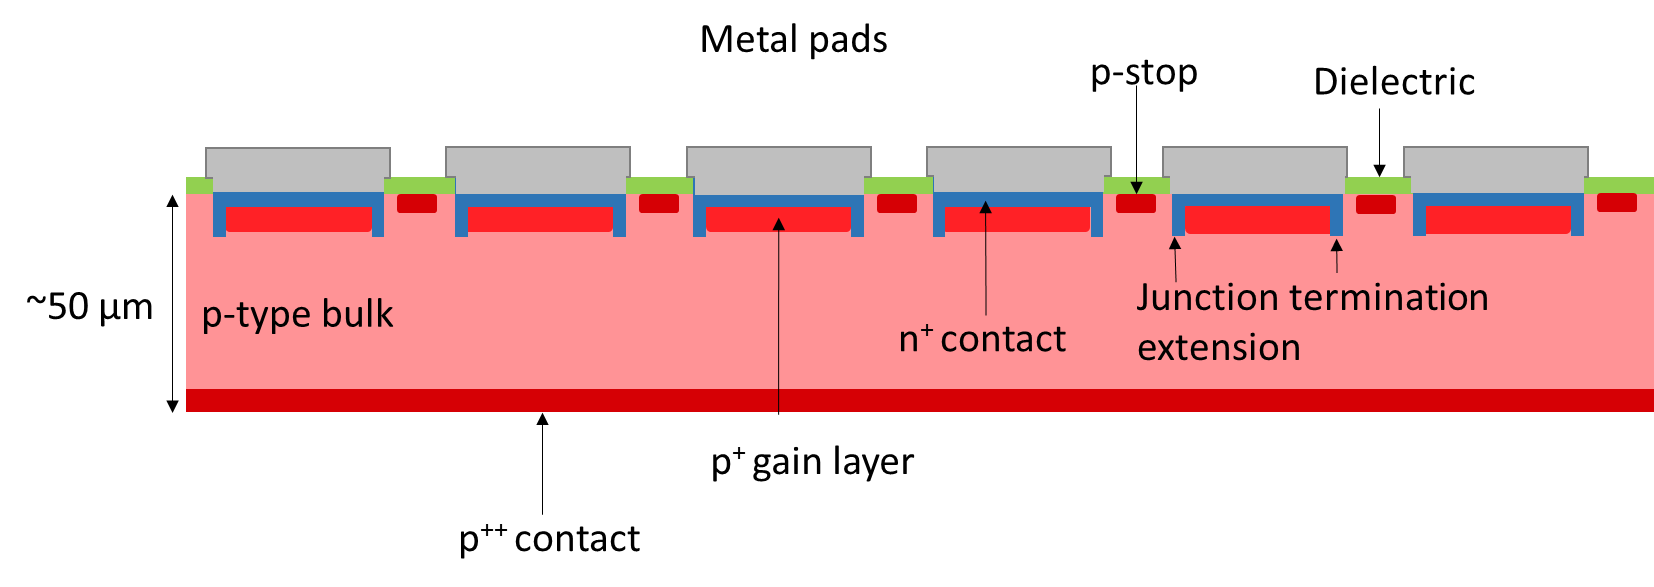 Metal pads
p-stop
Dielectric
~50 µm
p-type bulk
n⁺ contact
Junction termination
extension
p⁺ gain layer
p⁺⁺ contact